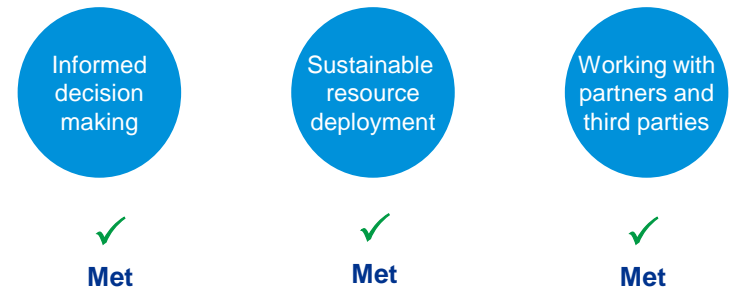 Informed
decision
making
Sustainable
resource
deployment
Working with
partners and
third parties
✓
✓
✓
Met
Met
Met